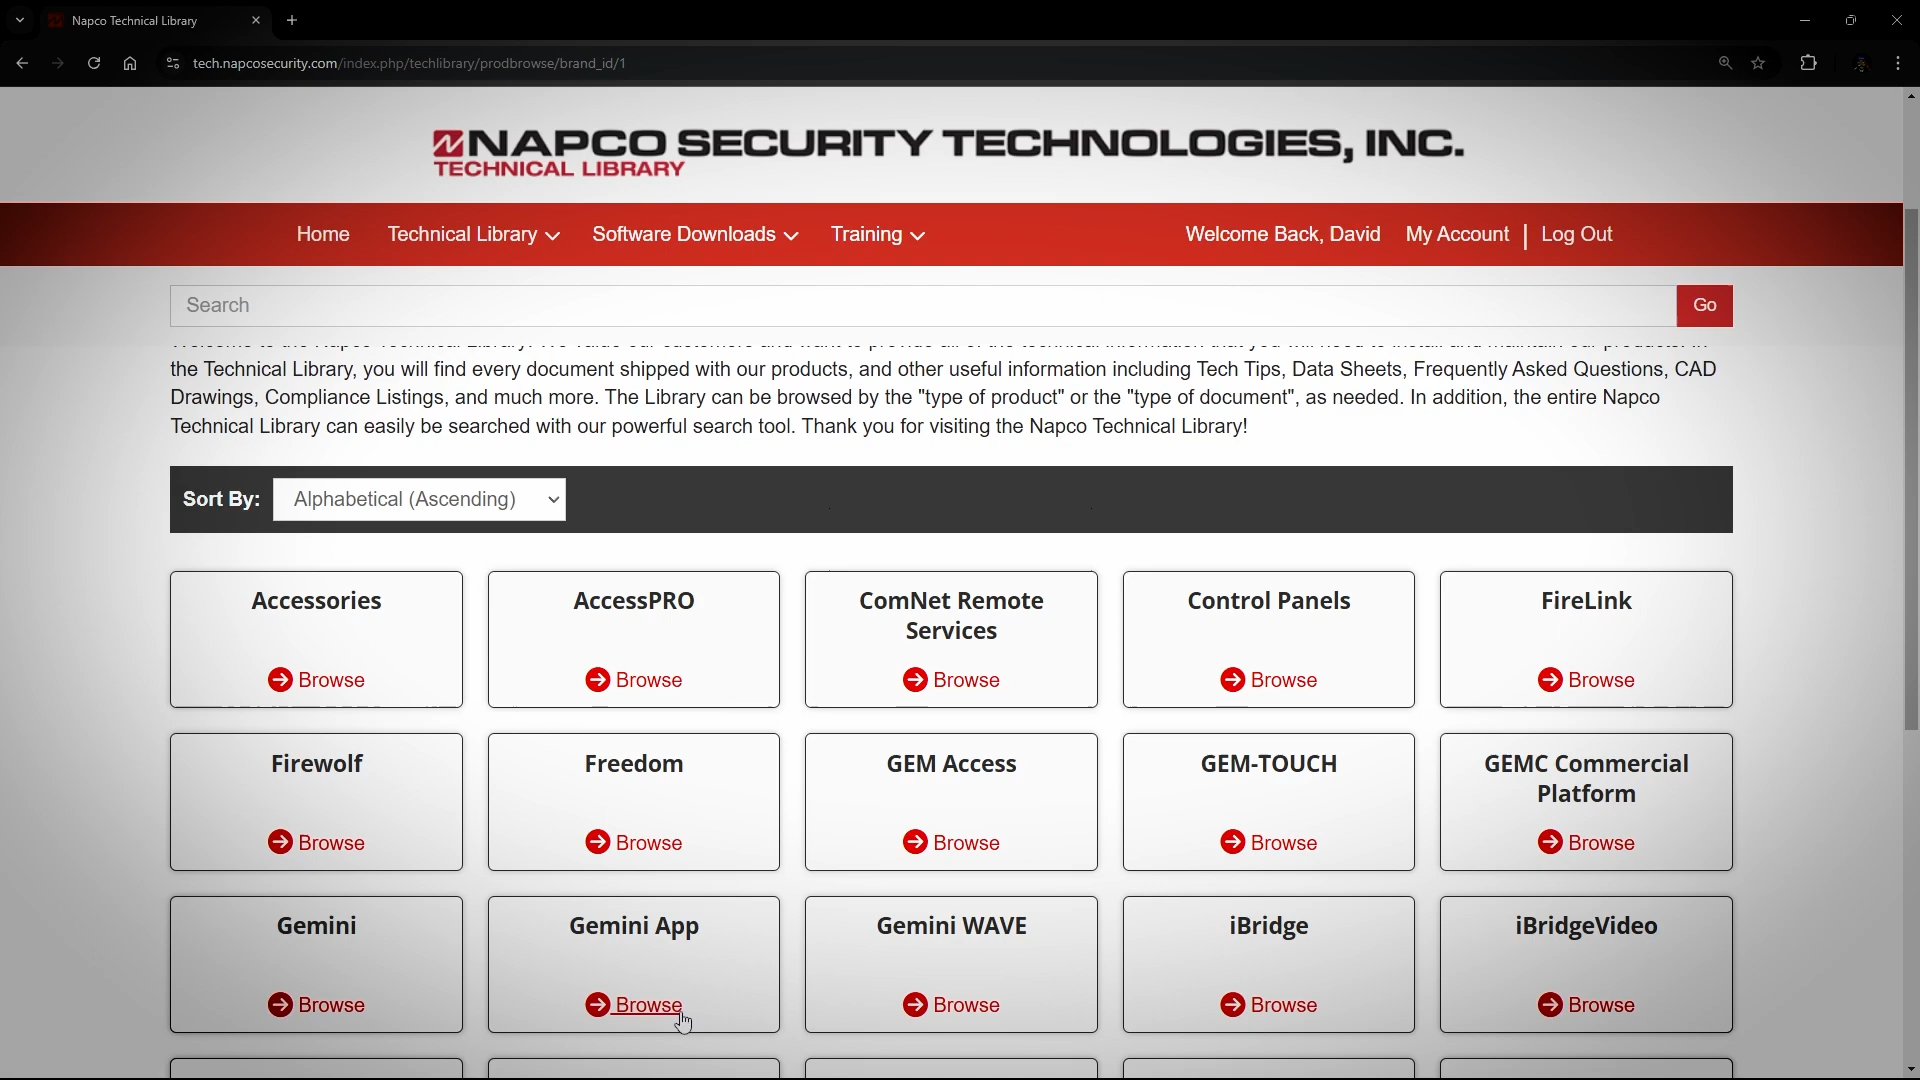 Napco Technical Library
tech.napcosecurity.com/index.php/techlibrary/prodbrowse/brand_id/1
NAPCO SECURITY TECHNOLOGIES, INC.
TECHNICAL LIBRARY
Home Technical Library Software Downloads Training Welcome Back, David My Account | Log Out
Search Go
the Technical Library, you will find every document shipped with our products, and other useful information including Tech Tips, Data Sheets, Frequently Asked Questions, CAD
Drawings, Compliance Listings, and much more. The Library can be browsed by the "type of product" or the "type of document", as needed. In addition, the entire Napco
Technical Library can easily be searched with our powerful search tool. Thank you for visiting the Napco Technical Library!
Sort By: Alphabetical (Ascending)
Accessories
Browse
AccessPRO
Browse
ComNet Remote
Services
Browse
Control Panels
Browse
FireLink
Browse
Firewolf
Browse
Freedom
Browse
GEM Access
Browse
GEM-TOUCH
Browse
GEMC Commercial
Platform
Browse
Gemini
Browse
Gemini App
Browse
Gemini WAVE
Browse
iBridge
Browse
iBridgeVideo
Browse